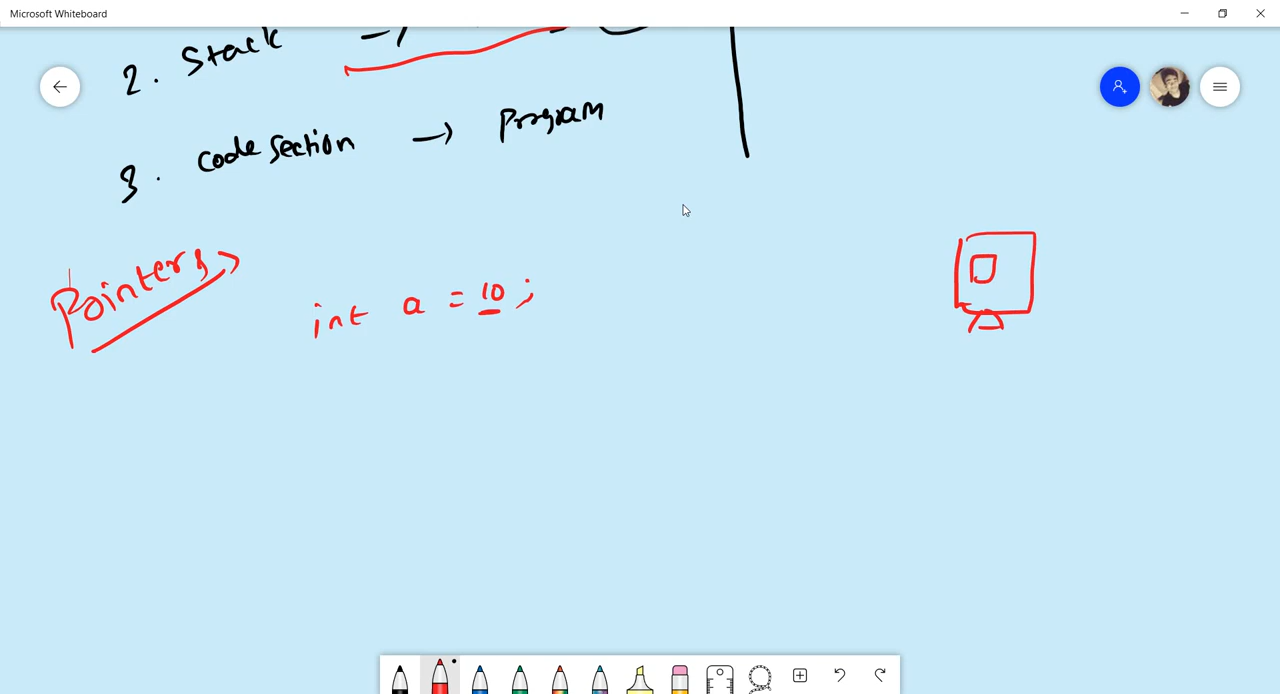 Microsoft Whiteboard
2. Stack
3. Code Section → Program
Pointers
int a = 10;